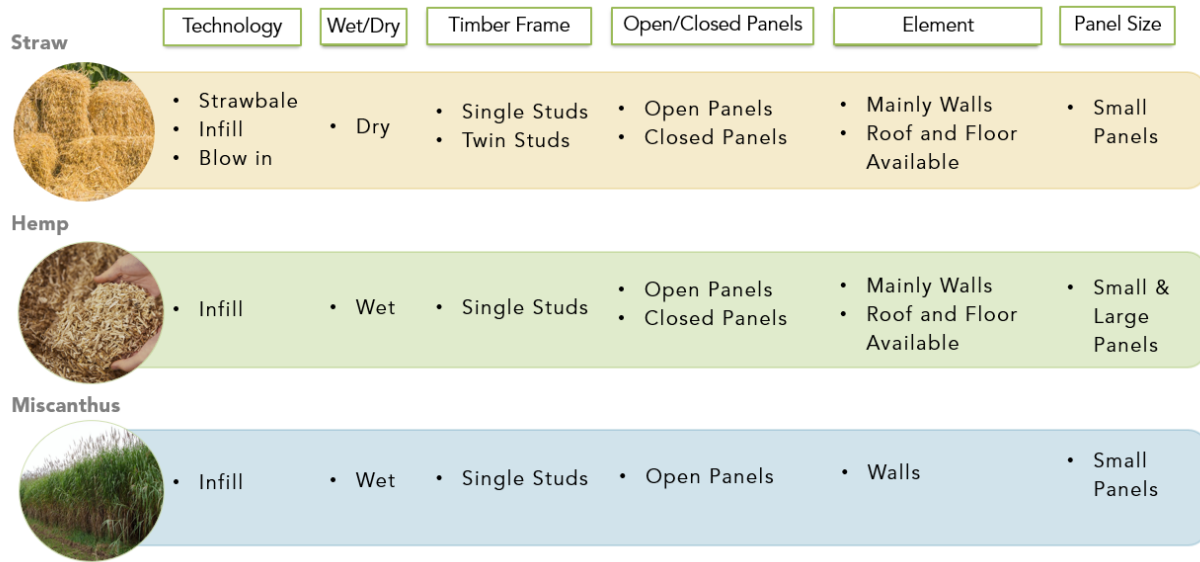 Technology
Wet/Dry
Timber Frame
Open/Closed Panels
Element
Panel Size
Straw
• Strawbale
• Infill
• Blow in
• Dry
• Single Studs
• Twin Studs
• Open Panels
• Closed Panels
• Mainly Walls
• Roof and Floor
Available
• Small
Panels
Hemp
• Infill
• Wet
• Single Studs
• Open Panels
• Closed Panels
• Mainly Walls
• Roof and Floor
Available
• Small &
Large
Panels
Miscanthus
• Infill
• Wet
• Single Studs
• Open Panels
• Walls
• Small
Panels